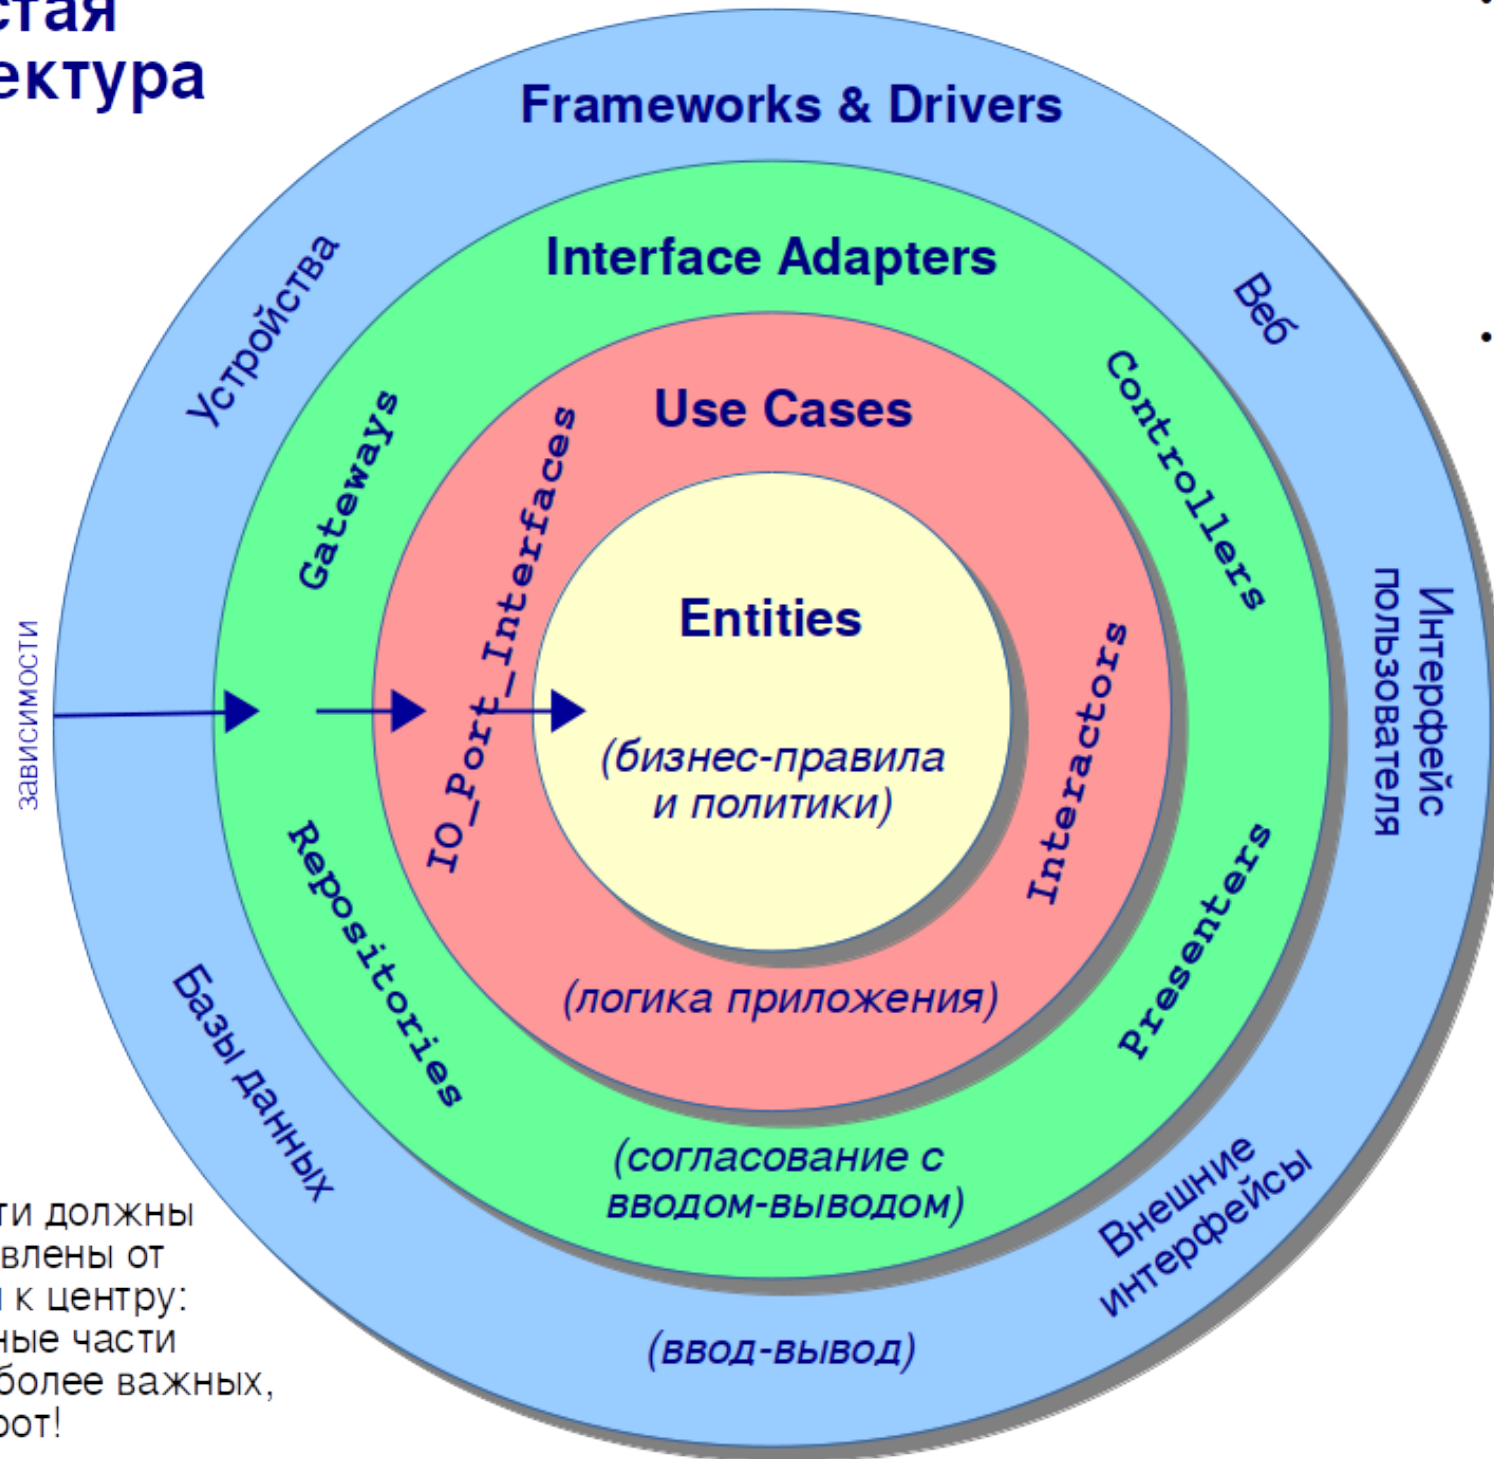 стая
ектура
Frameworks & Drivers
Interface Adapters
Use Cases
Entities
(бизнес-правила
и политики)
(логика приложения)
(согласование с
вводом-выводом)
(ввод-вывод)
Устройства
Gateways
IO_Port_Interfaces
Веб
Controllers
Interactors
Интерфейс
пользователя
зависимости
Repositories
Presenters
Базы данных
Внешние
интерфейсы
ти должны
влены от
к центру:
ные части
более важных,
рот!